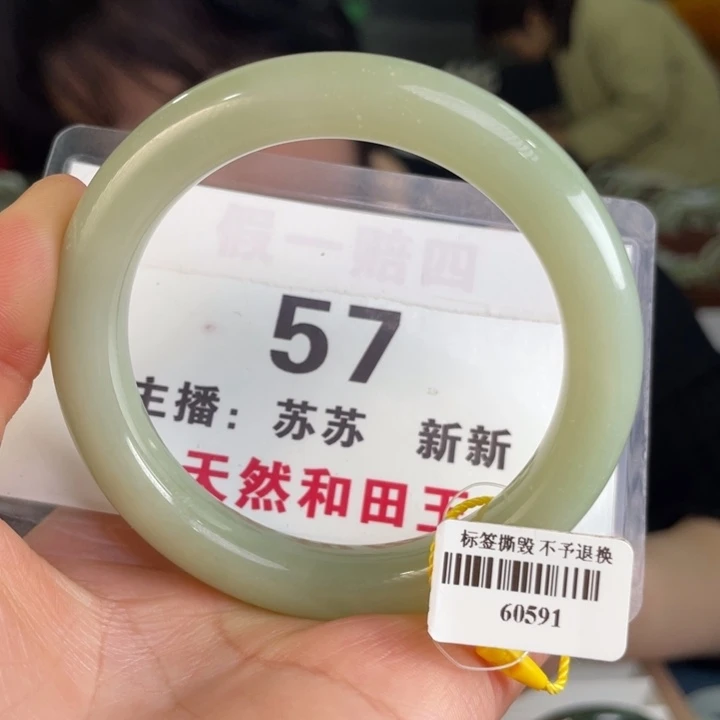 假一赔四
57
主播：苏苏 新新
天然和田玉
标签撕毁不予退换
60591